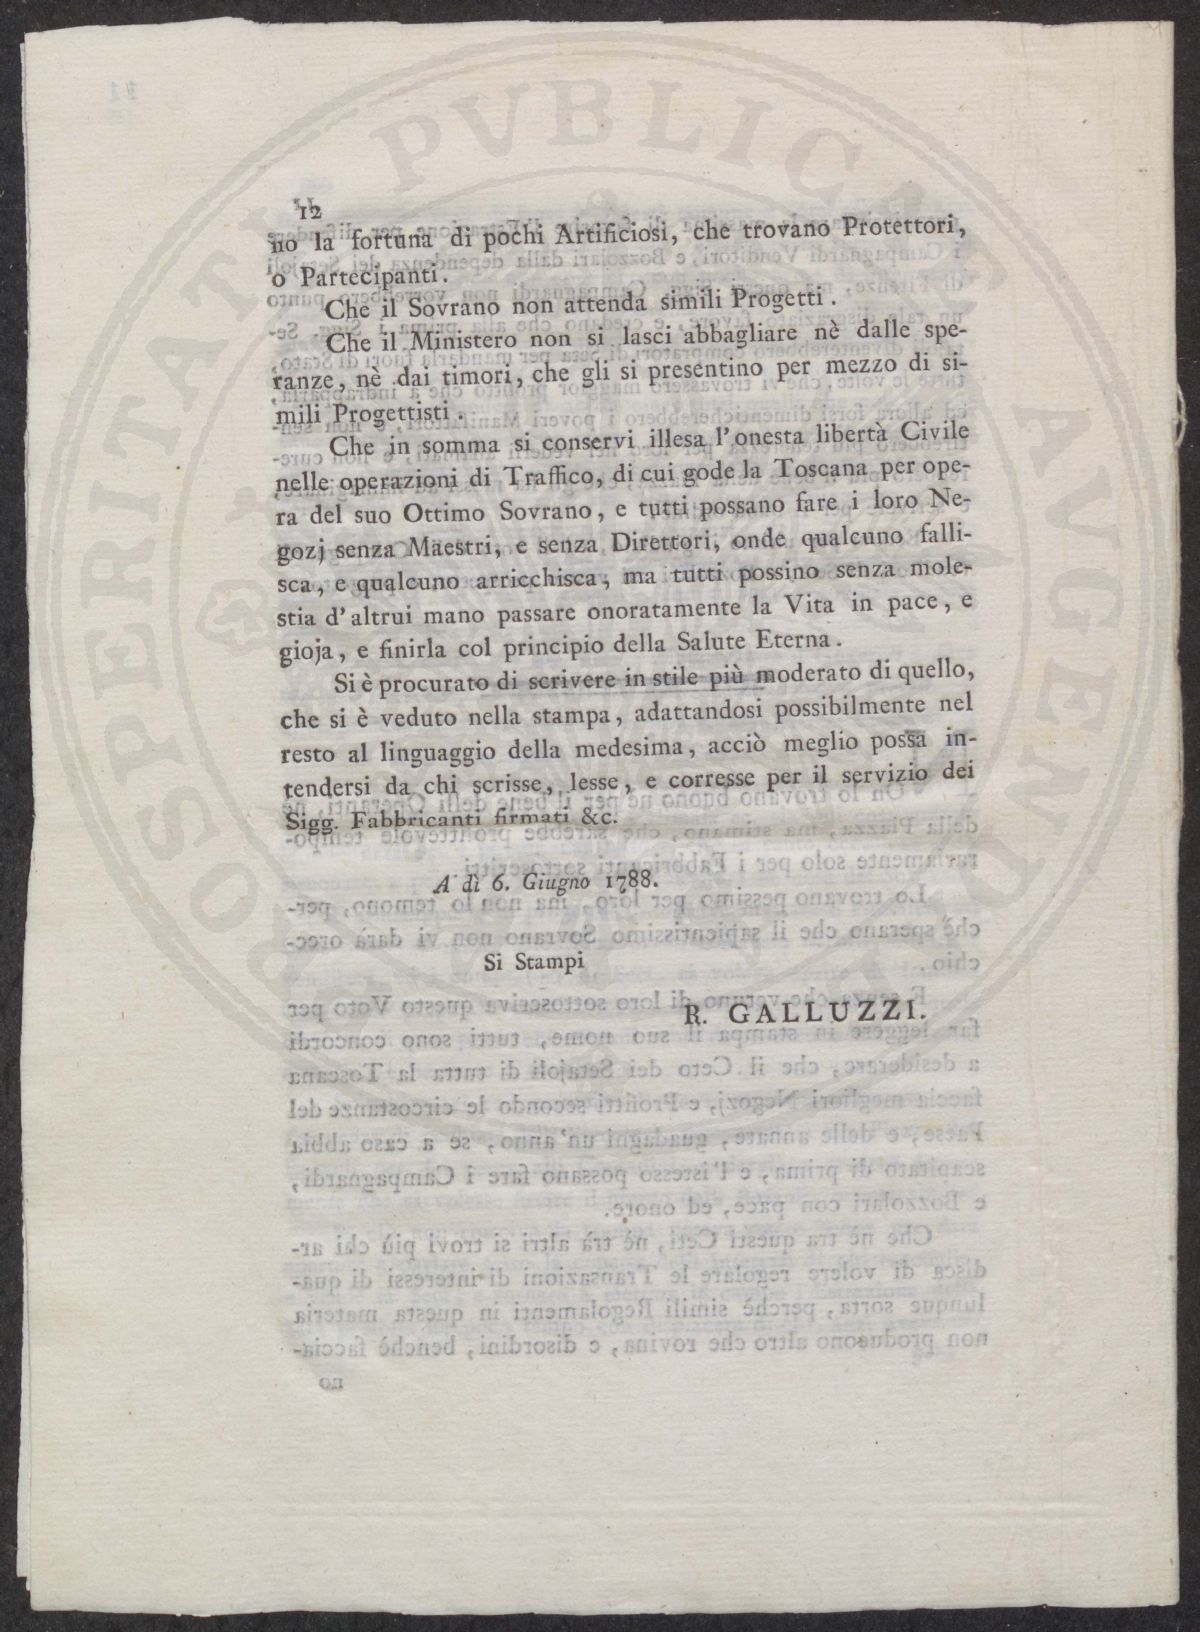 12
no la fortuna di pochi Artificiosi, che trovano Protettori,
o Partecipanti.
Che il Sovrano non attenda simili Progetti.
Che il Ministero non si lasci abbagliare nè dalle spe-
ranze, nè dai timori, che gli si presentino per mezzo di si-
mili Progettisti.
Che in somma si conservi illesa l'onesta libertà Civile
nelle operazioni di Traffico, di cui gode la Toscana per ope-
ra del suo Ottimo Sovrano, e tutti possano fare i loro Ne-
gozj senza Maestri, e senza Direttori, onde qualcuno falli-
sca, e qualcuno arricchisca, ma tutti possino senza mole-
stia d'altrui mano passare onoratamente la Vita in pace, e
gioja, e finirla col principio della Salute Eterna.
Si è procurato di scrivere in stile più moderato di quello,
che si è veduto nella stampa, adattandosi possibilmente nel
resto al linguaggio della medesima, acciò meglio possa in-
tendersi da chi scrisse, lesse, e corresse per il servizio dei
Sigg. Fabbricanti firmati &c.
A dì 6. Giugno 1788.
Si Stampi
R. GALLUZZI.